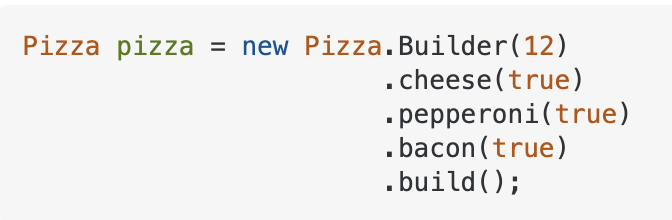 Pizza pizza = new Pizza.Builder(12)
                       .cheese(true)
                       .pepperoni(true)
                       .bacon(true)
                       .build();